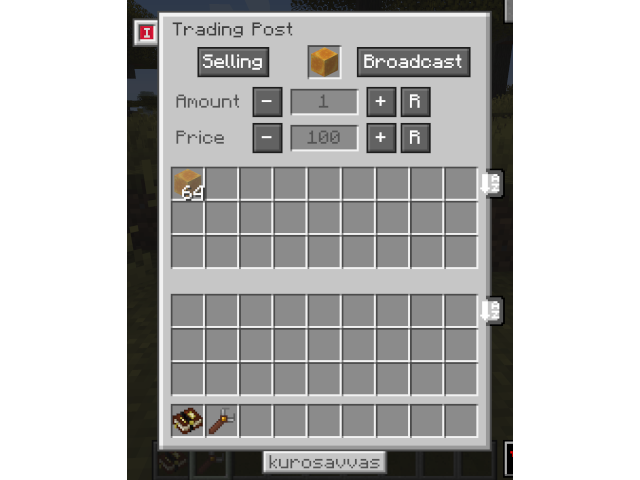 I
Trading Post
Selling
Broadcast
Amount - 1 + R
Price - 100 + R
64
A
Z
A
Z
kurosavvas